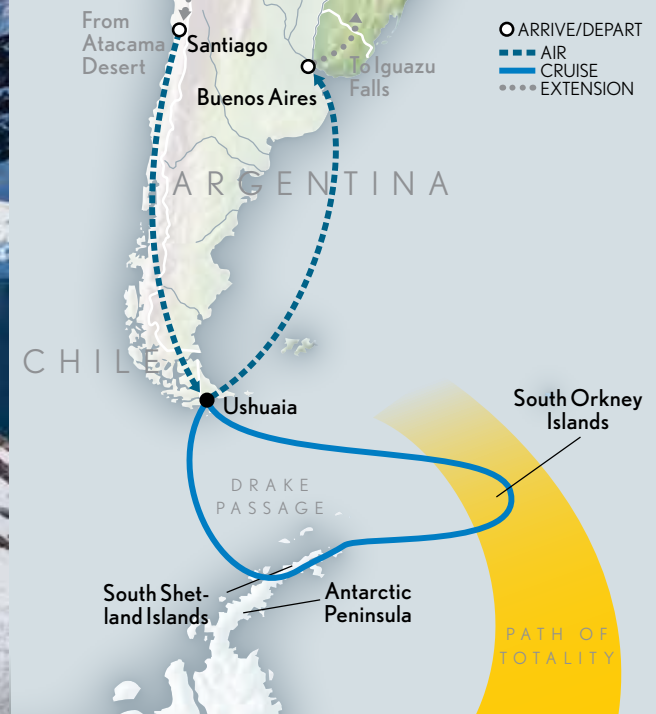 From
Atacama
Desert
Santiago
Buenos Aires
To Iguazu
Falls
ARRIVE/DEPART
AIR
CRUISE
EXTENSION
ARGENTINA
CHILE
Ushuaia
South Orkney
Islands
DRAKE
PASSAGE
South Shet-
land Islands
Antarctic
Peninsula
PATH OF
TOTALITY